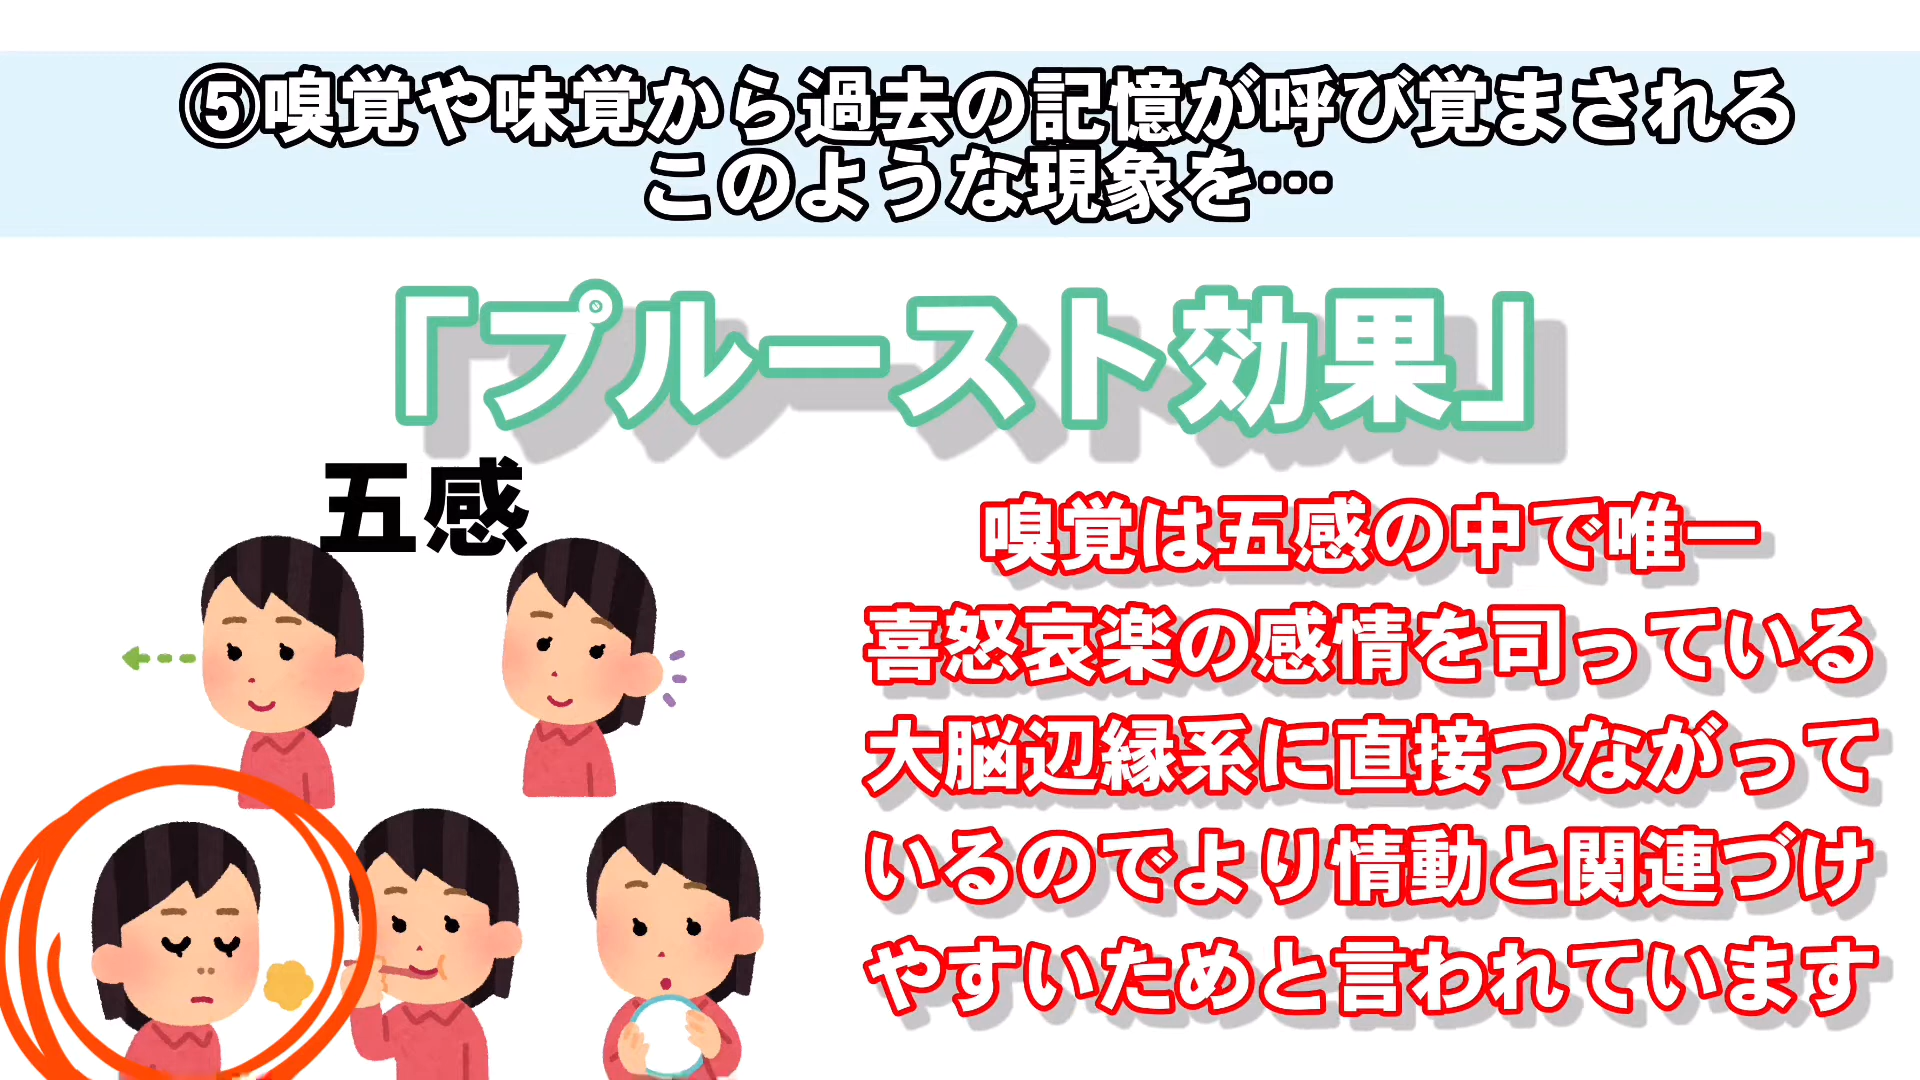 ⑤嗅覚や味覚から過去の記憶が呼び覚まされる
このような現象を…
「プルースト効果」
五感
嗅覚は五感の中で唯一
喜怒哀楽の感情を司っている
大脳辺縁系に直接つながって
いるのでより情動と関連づけ
やすいためと言われています